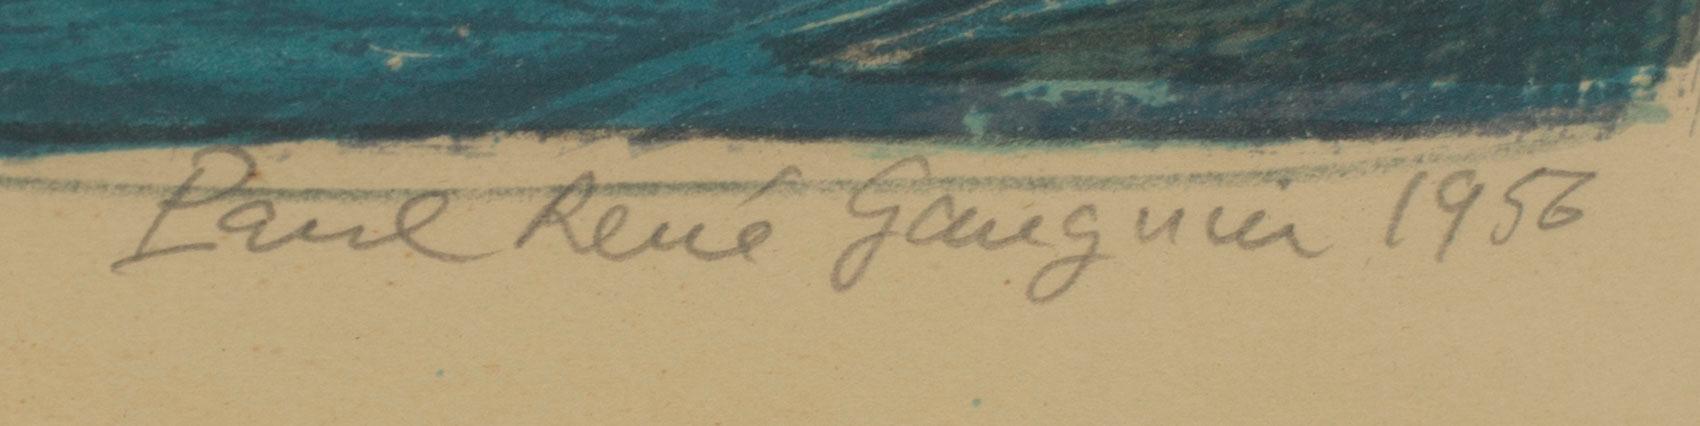 Paul René Gauguin 1956